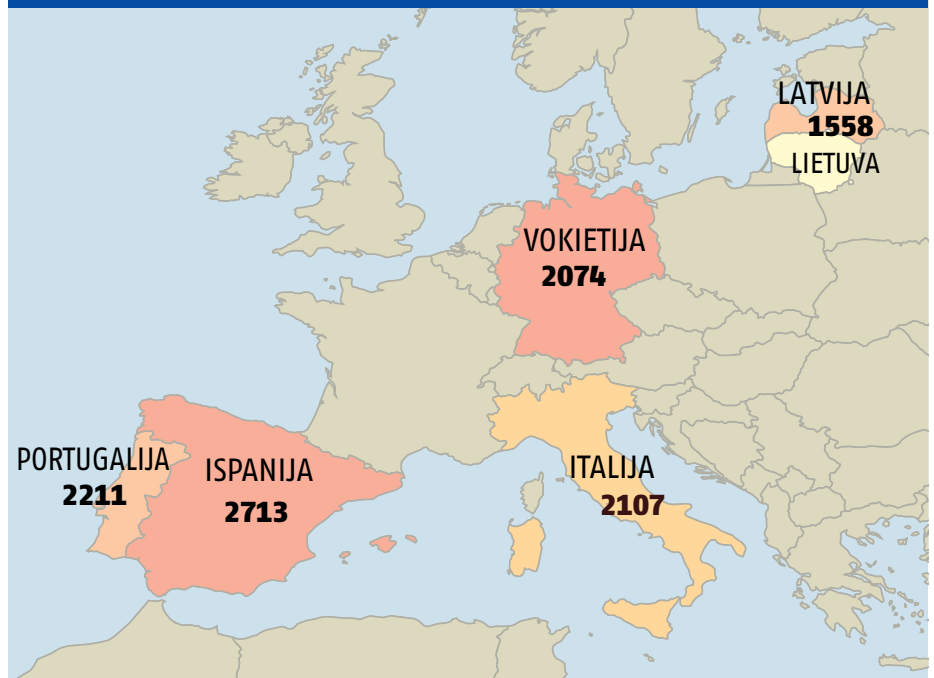 LATVIJA
1558
LIETUVA
VOKIETIJA
2074
PORTUGALIJA
2211
ISPANIJA
2713
ITALIJA
2107